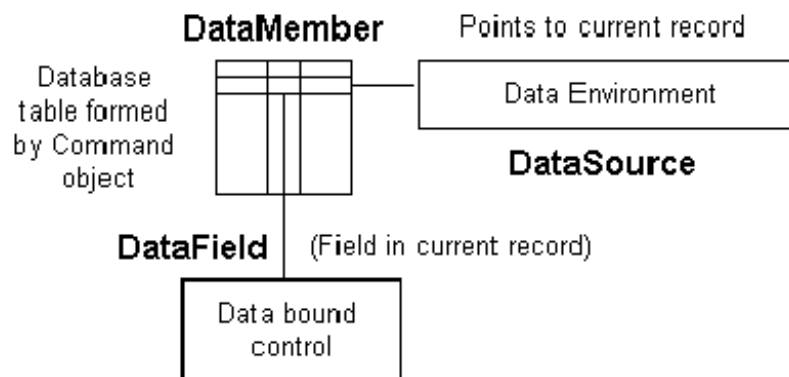 DataMember
Points to current record
Database
table formed
by Command
object
Data Environment
DataSource
DataField
(Field in current record)
Data bound
control